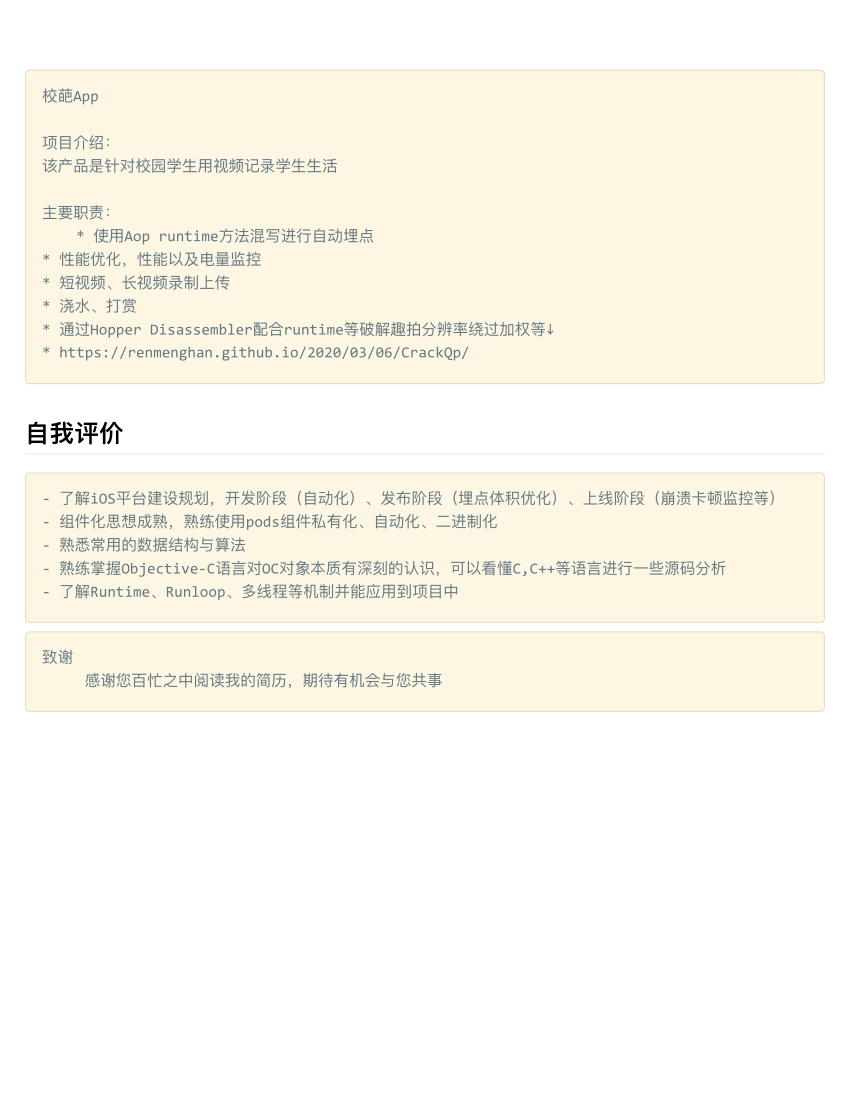 校葩App
项目介绍：
该产品是针对校园学生用视频记录学生生活
主要职责：
* 使用Aop runtime方法混写进行自动埋点
* 性能优化，性能以及电量监控
* 短视频、长视频录制上传
* 浇水、打赏
* 通过Hopper Disassembler配合runtime等破解趣拍分辨率绕过加权等↓
* https://renmenghan.github.io/2020/03/06/CrackQp/
自我评价
- 了解iOS平台建设规划，开发阶段（自动化）、发布阶段（埋点体积优化）、上线阶段（崩溃卡顿监控等）
- 组件化思想成熟，熟练使用pods组件私有化、自动化、二进制化
- 熟悉常用的数据结构与算法
- 熟练掌握Objective-C语言对OC对象本质有深刻的认识，可以看懂C,C++等语言进行一些源码分析
- 了解Runtime、Runloop、多线程等机制并能应用到项目中
致谢
感谢您百忙之中阅读我的简历，期待有机会与您共事